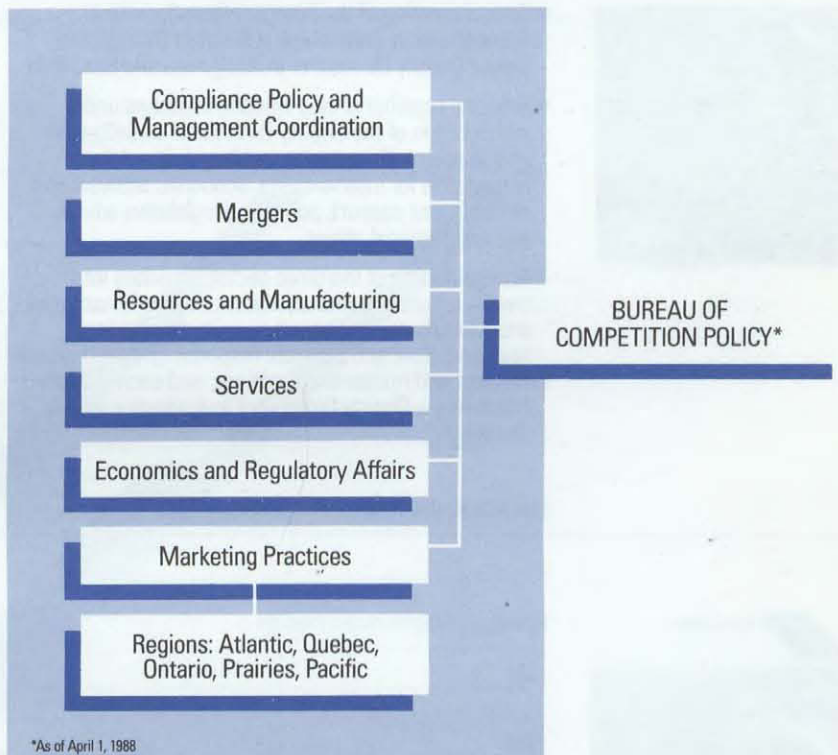 Compliance Policy and
Management Coordination
Mergers
Resources and Manufacturing
Services
Economics and Regulatory Affairs
Marketing Practices
Regions: Atlantic, Quebec,
Ontario, Prairies, Pacific
BUREAU OF
COMPETITION POLICY*
*As of April 1, 1988